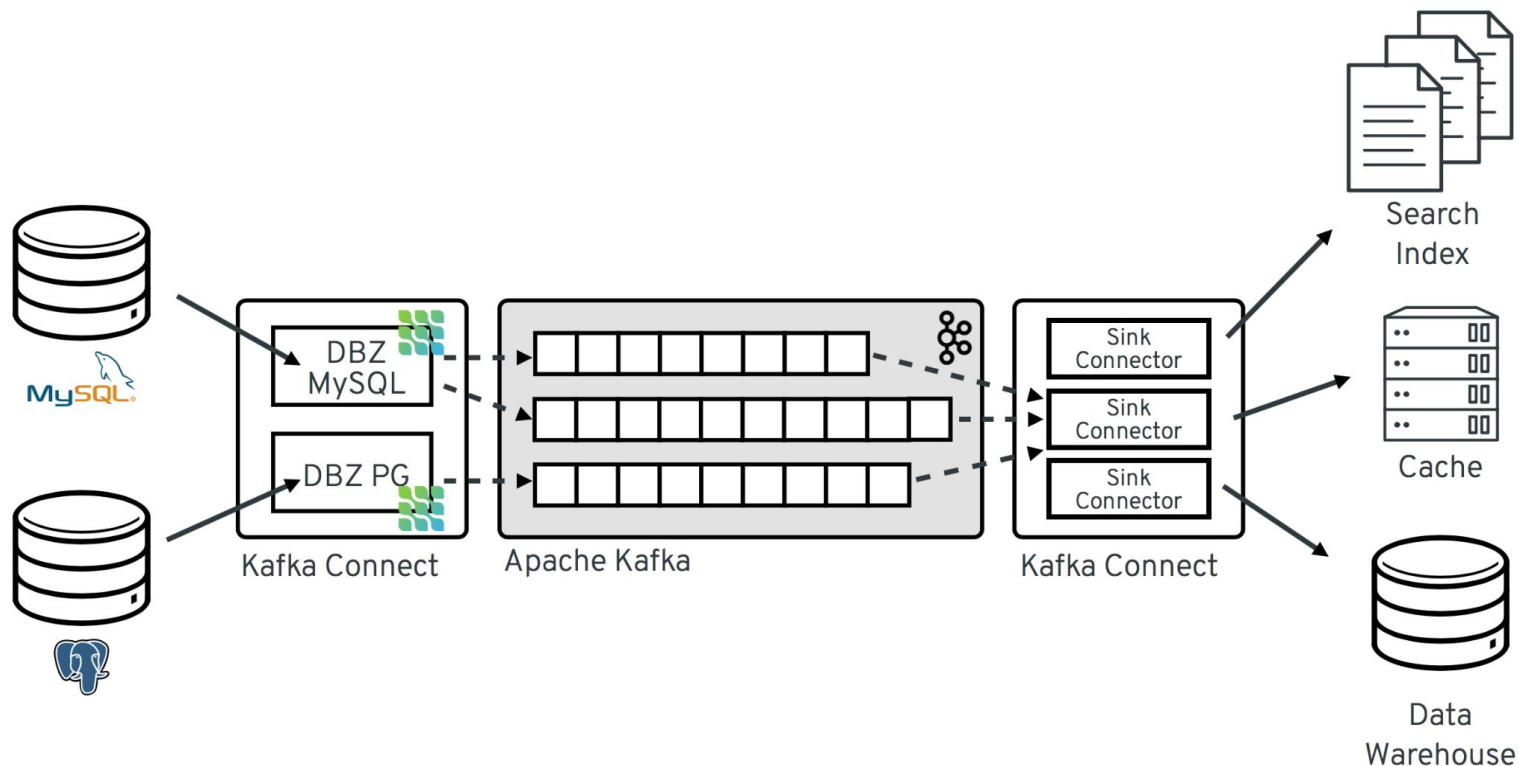 Search
Index
MySQL®
DBZ
MySQL
DBZ PG
Kafka Connect
Apache Kafka
Sink
Connector
Sink
Connector
Sink
Connector
Kafka Connect
Cache
Data
Warehouse